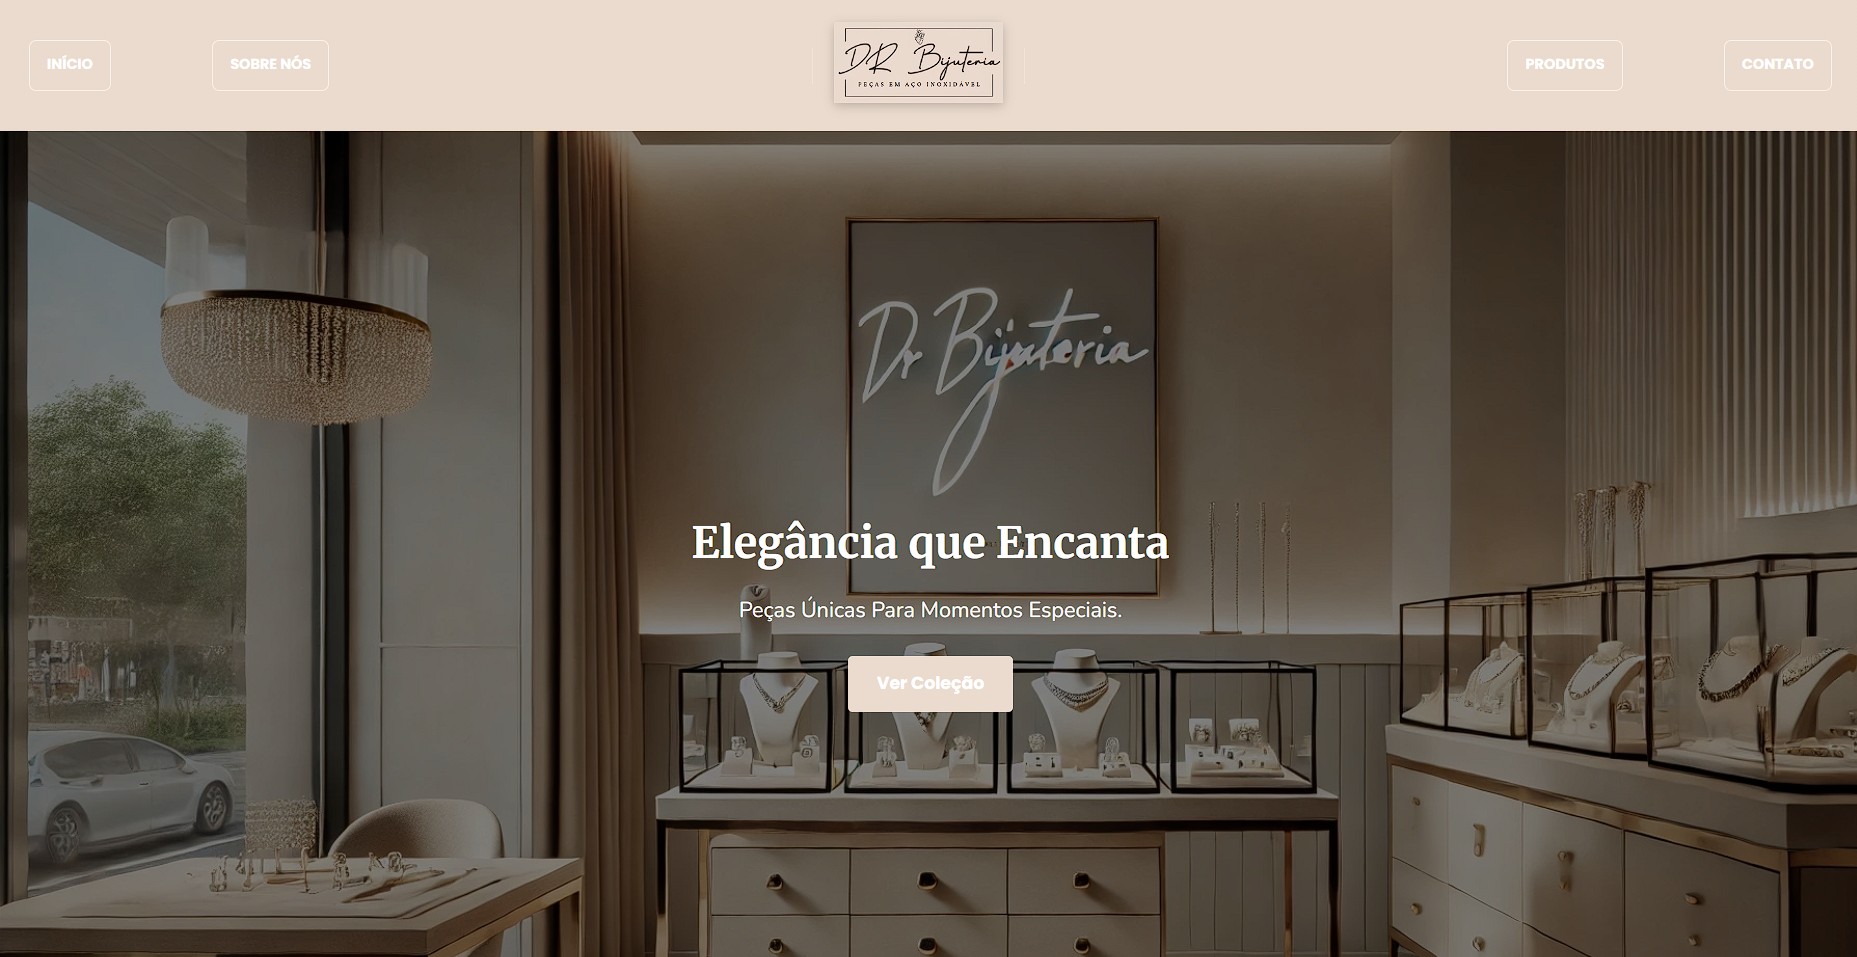 INÍCIO
SOBRE NÓS
DR Bijuteria
PEÇAS EM AÇO INOXIDÁVEL
PRODUTOS
CONTATO
Dr Bijuteria
Elegância que Encanta
Peças Únicas Para Momentos Especiais.
Ver Coleção